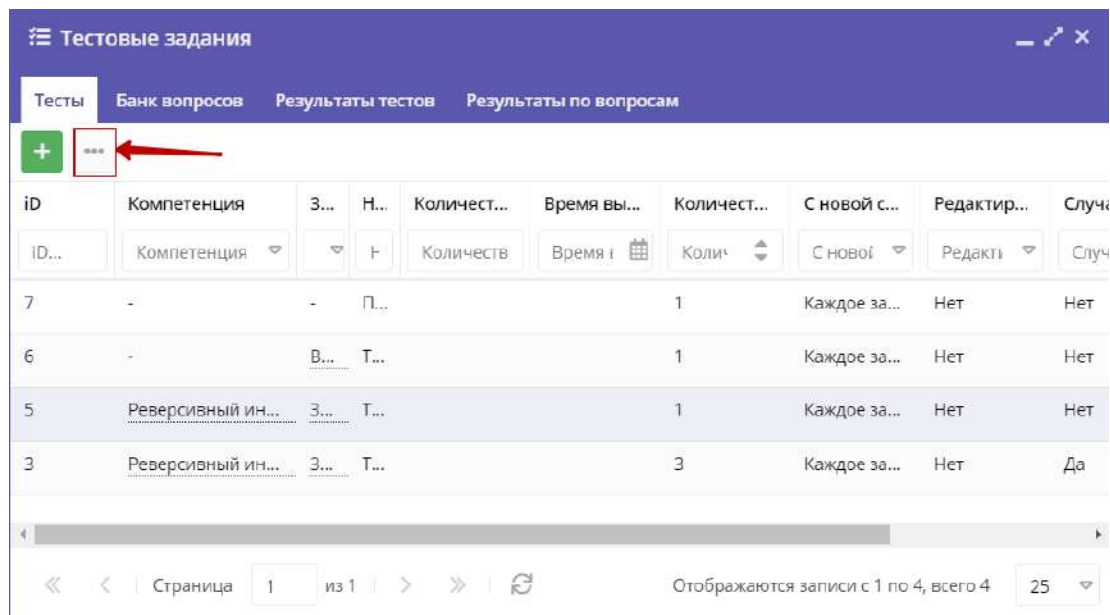 Тестовые задания
Тесты Банк вопросов Результаты тестов Результаты по вопросам
+ •••
iD Компетенция З... Н... Количест... Время вы... Количест... С новой с... Редактир... Случа
iD... Компетенция Количеств Время Колич С новой Редакти Случ
7 - - П... 1 Каждое за... Нет Нет
6 - В... Т... 1 Каждое за... Нет Нет
5 Реверсивный ин... З... Т... 1 Каждое за... Нет Нет
3 Реверсивный ин... З... Т... 3 Каждое за... Нет Да
Страница 1 из 1 Отображаются записи с 1 по 4, всего 4 25